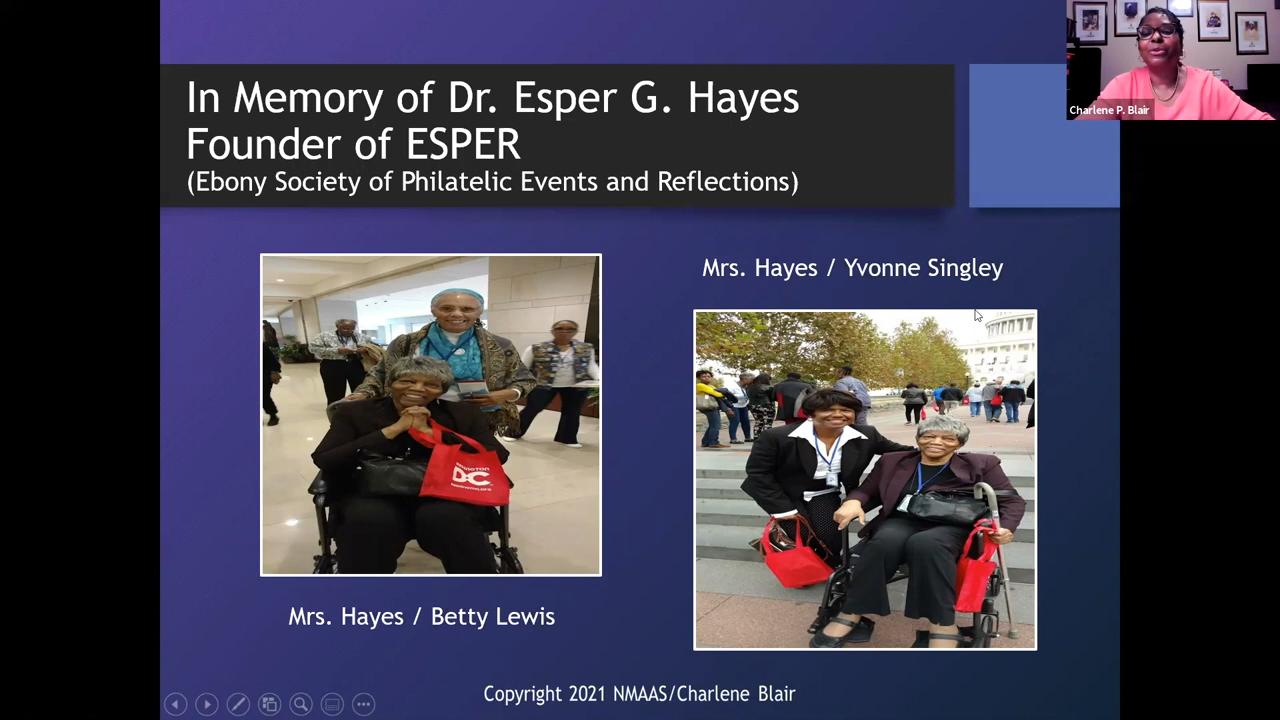 In Memory of Dr. Esper G. Hayes
Founder of ESPER
(Ebony Society of Philatelic Events and Reflections)
Charlene P. Blair
Mrs. Hayes / Yvonne Singley
DC
Mrs. Hayes / Betty Lewis
Copyright 2021 NMAAS/Charlene Blair